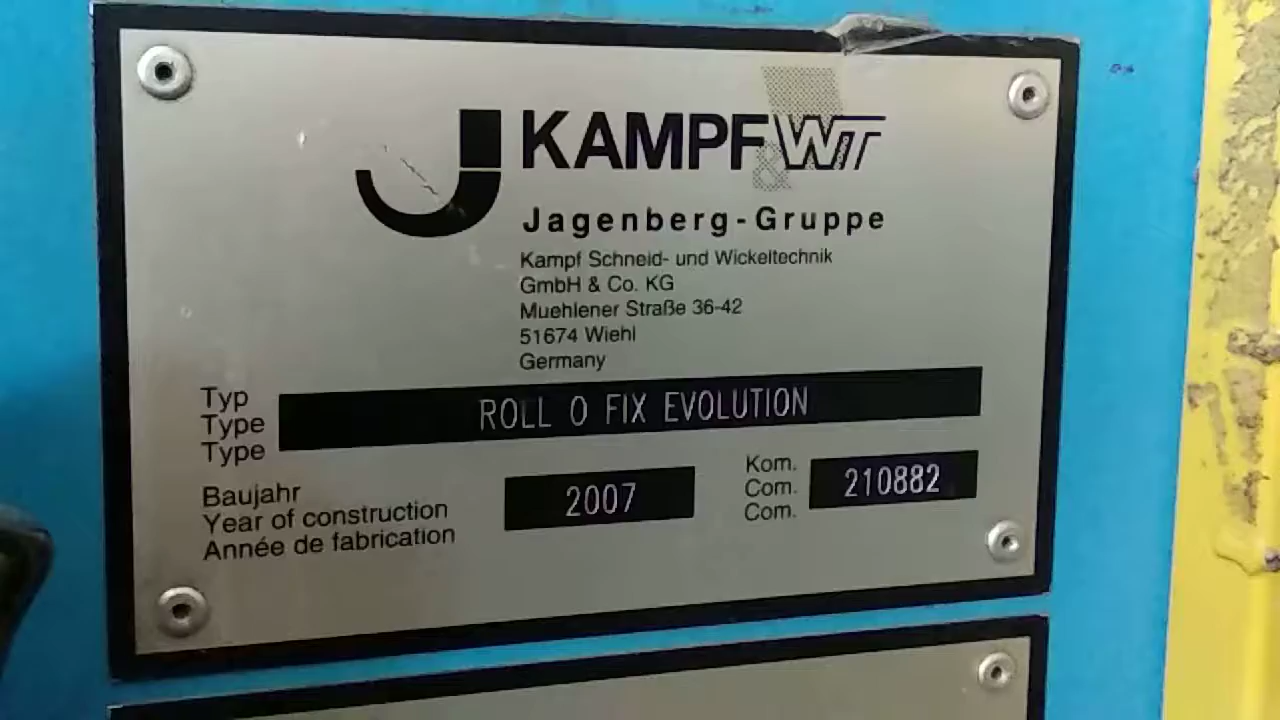 KAMPF & WT
Jagenberg-Gruppe
Kampf Schneid- und Wickeltechnik
GmbH & Co. KG
Muehlener Straße 36-42
51674 Wiehl
Germany
Typ
Type
Type
ROLL O FIX EVOLUTION
Baujahr
Year of construction
Année de fabrication
2007
Kom.
Com.
Com.
210882